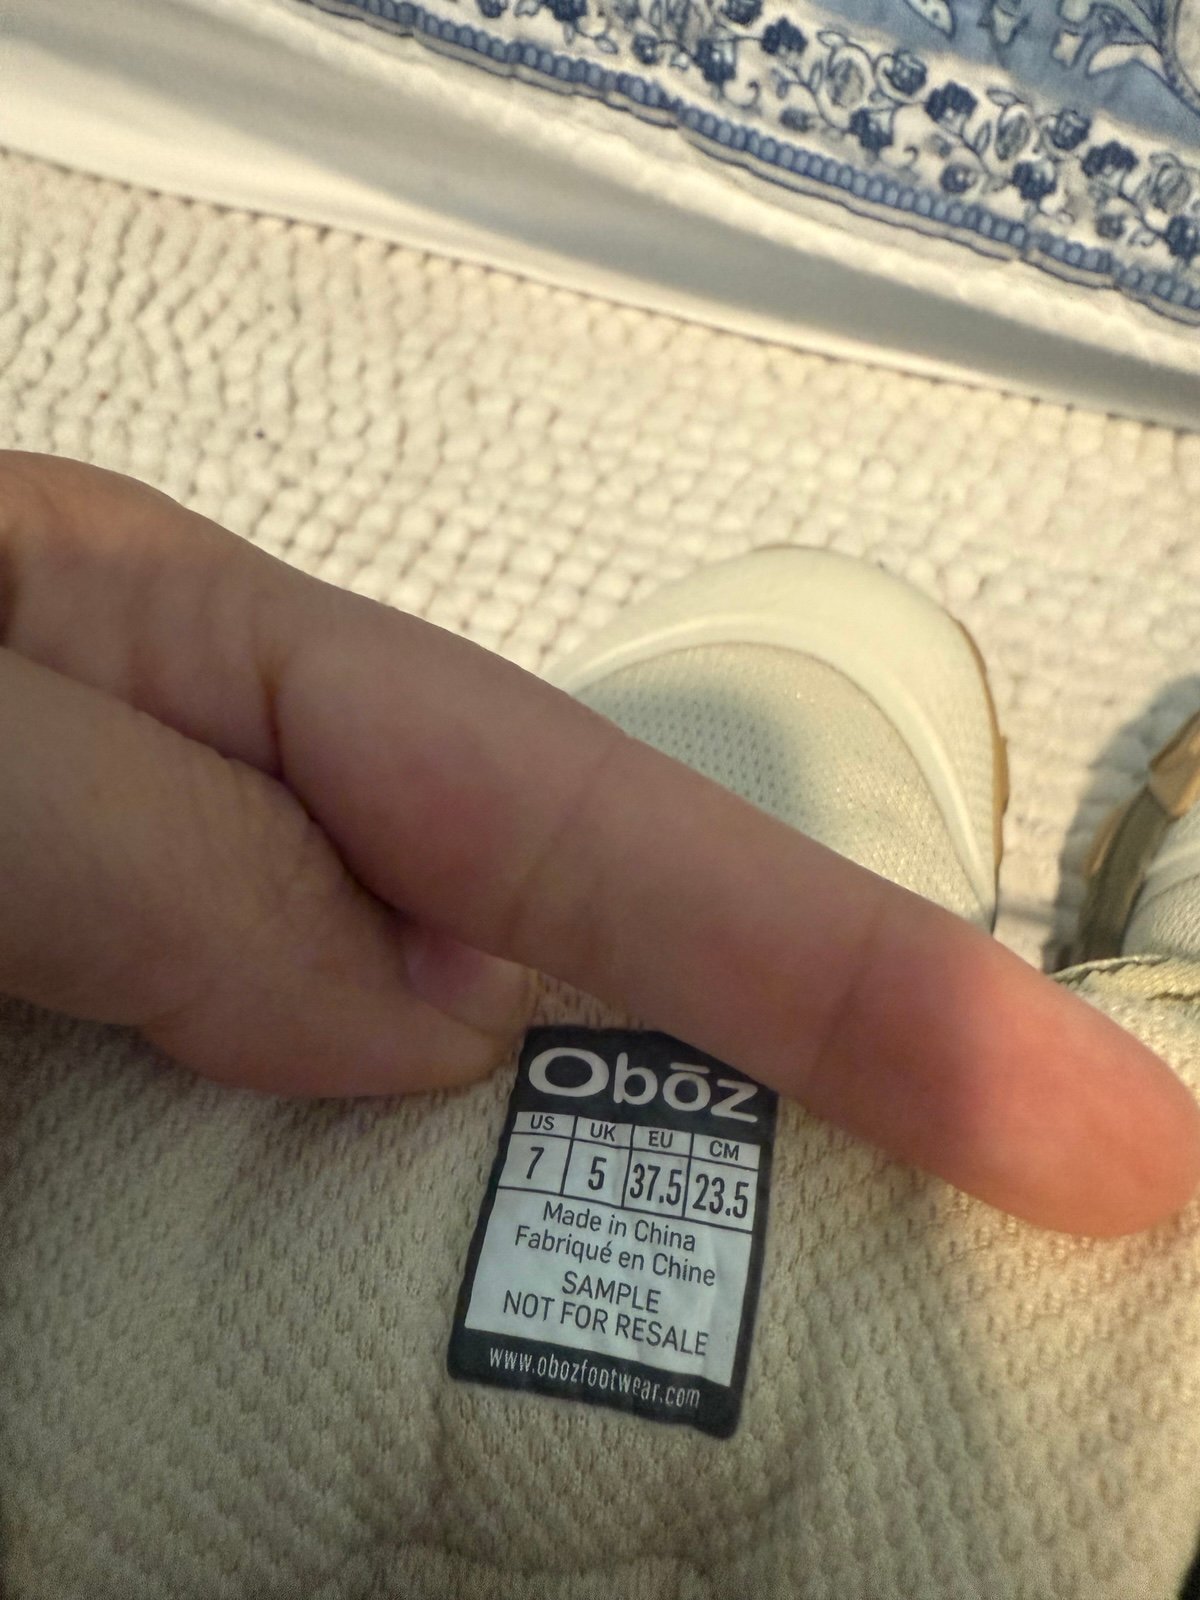 Obōz
US UK EU CM
7 5 37.5 23.5
Made in China
Fabriqué en Chine
SAMPLE
NOT FOR RESALE
www.obozfootwear.com